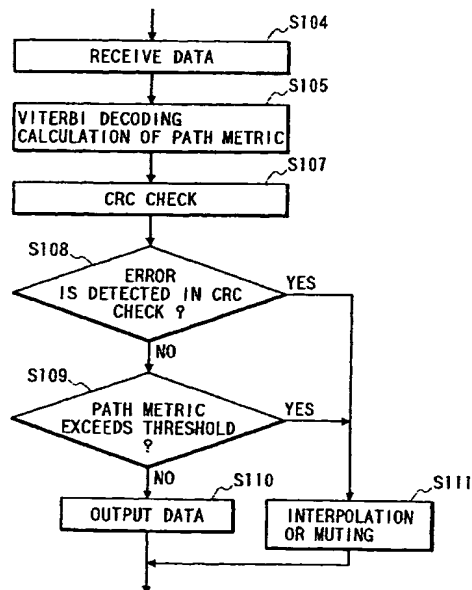 S104
RECEIVE DATA
S105
VITERBI DECODING
CALCULATION OF PATH METRIC
S107
CRC CHECK
S108
ERROR
IS DETECTED IN CRC
CHECK ?
YES
NO
S109
PATH METRIC
EXCEEDS THRESHOLD
?
YES
NO
S110
OUTPUT DATA
S111
INTERPOLATION
OR MUTING